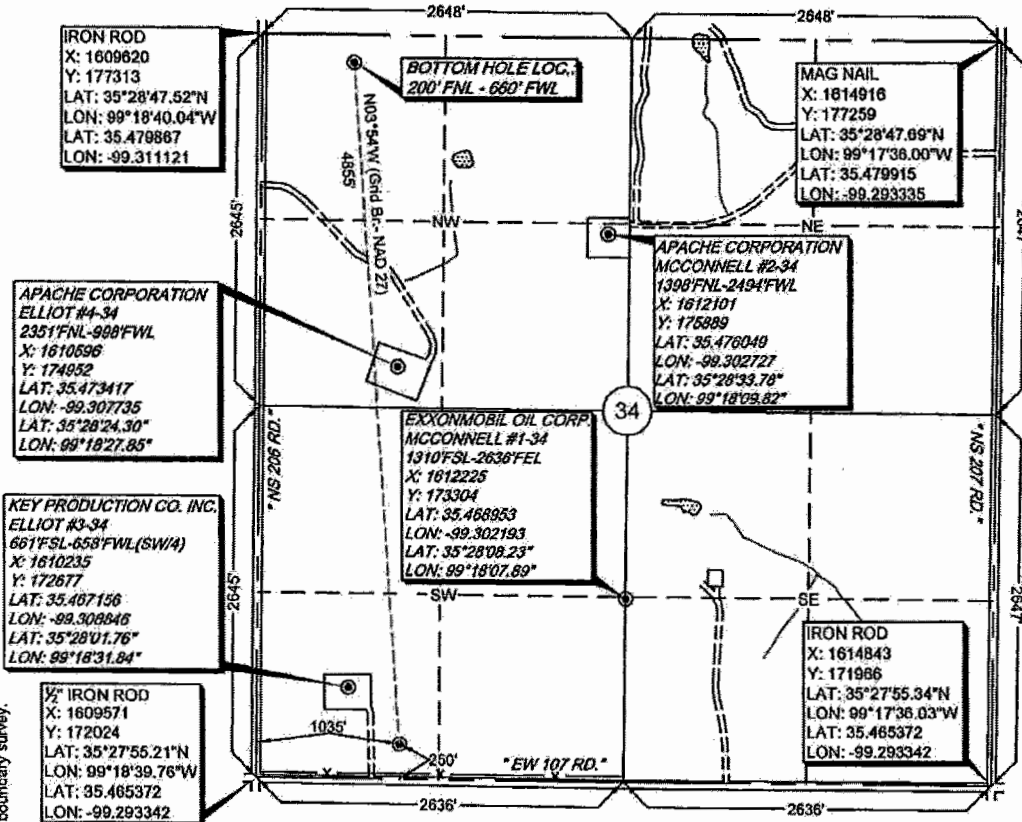 2648'
2648'
IRON ROD
X: 1609620
Y: 177313
LAT: 35°28'47.52"N
LON: 99°18'40.04"W
LAT: 35.479867
LON: -99.311121
BOTTOM HOLE LOC.:
200' FNL - 660' FWL
MAG NAIL
X: 1614916
Y: 177259
LAT: 35°28'47.69"N
LON: 99°17'36.00"W
LAT: 35.479915
LON: -99.293335
N03°54'W (Grid Br.- NAD 27)
4855'
2645'
NW
NE
2647'
APACHE CORPORATION
MCCONNELL #2-34
1398'FNL-2494'FWL
X: 1612101
Y: 175889
LAT: 35.476049
LON: -99.302727
LAT: 35°28'33.78"
LON: 99°18'09.82"
APACHE CORPORATION
ELLIOT #4-34
2351'FNL-998'FWL
X: 1610596
Y: 174952
LAT: 35.473417
LON: -99.307735
LAT: 35°28'24.30"
LON: 99°18'27.85"
34
"NS 206 RD."
"NS 207 RD."
EXXONMOBIL OIL CORP.
MCCONNELL #1-34
1310'FSL-2636'FEL
X: 1612225
Y: 173304
LAT: 35.468953
LON: -99.302193
LAT: 35°28'08.23"
LON: 99°18'07.89"
KEY PRODUCTION CO. INC.
ELLIOT #3-34
661'FSL-658'FWL(SW/4)
X: 1610235
Y: 172677
LAT: 35.467156
LON: -99.308846
LAT: 35°28'01.76"
LON: 99°18'31.84"
2645'
SW
SE
2647'
IRON ROD
X: 1614843
Y: 171966
LAT: 35°27'55.34"N
LON: 99°17'36.03"W
LAT: 35.465372
LON: -99.293342
½" IRON ROD
X: 1609571
Y: 172024
LAT: 35°27'55.21"N
LON: 99°18'39.76"W
LAT: 35.465372
LON: -99.293342
1035'
250'
"EW 107 RD."
2636'
2636'
boundary survey.